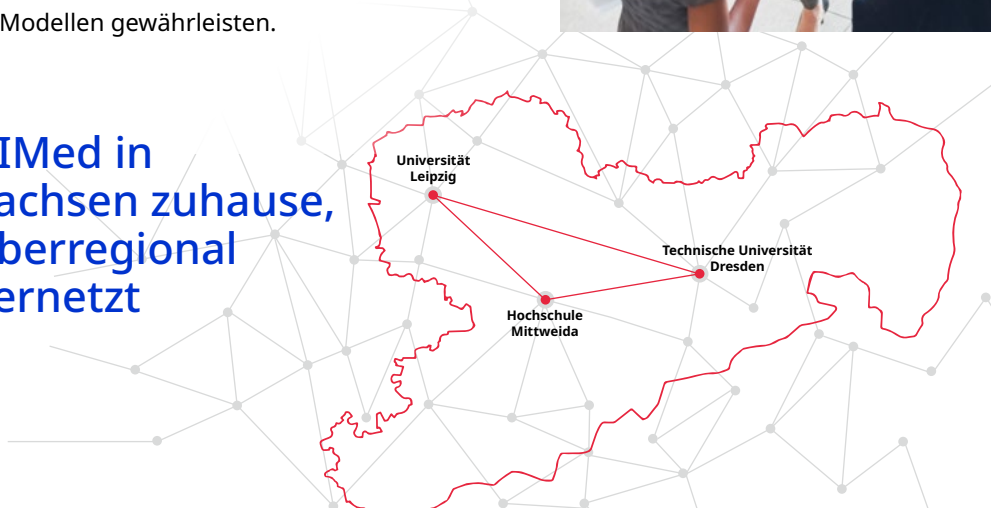 Modellen gewährleisten.
IMed in
achsen zuhause,
berregional
ernetzt
Universität
Leipzig
Technische Universität
Dresden
Hochschule
Mittweida